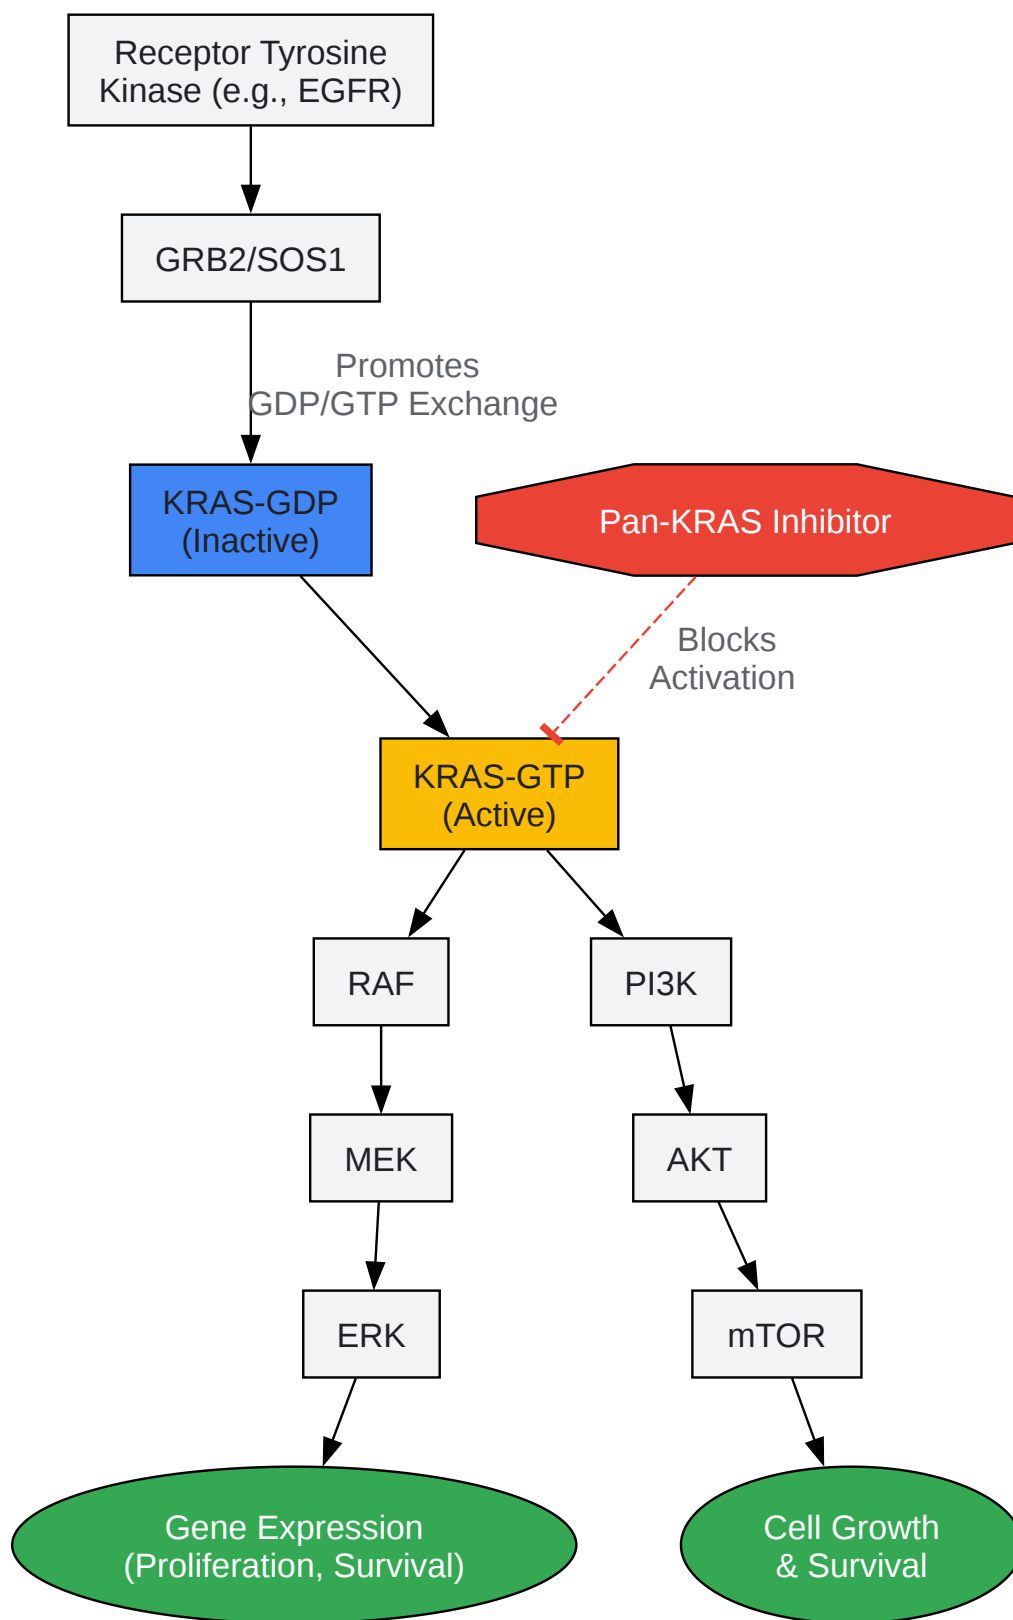 Receptor Tyrosine
Kinase (e.g., EGFR)
GRB2/SOS1
Promotes
GDP/GTP Exchange
KRAS-GDP
(Inactive)
Pan-KRAS Inhibitor
Blocks
Activation
KRAS-GTP
(Active)
RAF
PI3K
MEK
AKT
ERK
mTOR
Gene Expression
(Proliferation, Survival)
Cell Growth
& Survival